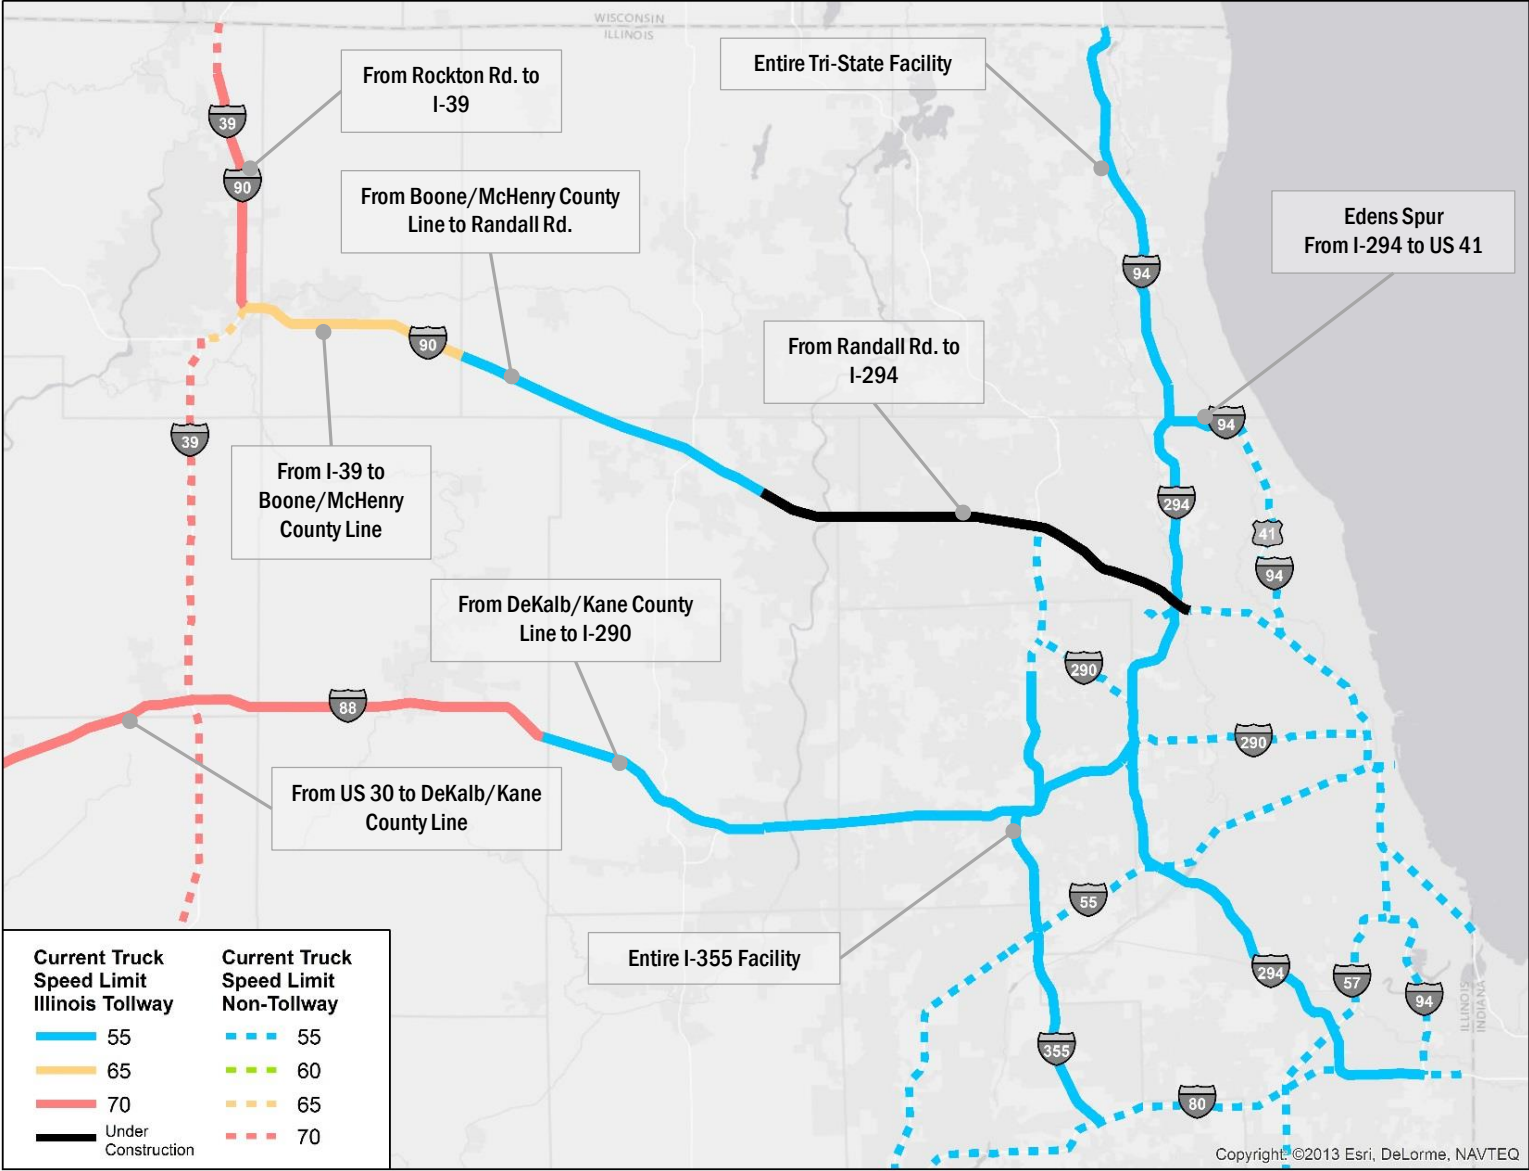 WISCONSIN
ILLINOIS
From Rockton Rd. to
I-39
Entire Tri-State Facility
39
90
From Boone/McHenry County
Line to Randall Rd.
Edens Spur
From I-294 to US 41
94
90
From Randall Rd. to
I-294
94
39
From I-39 to
Boone/McHenry
County Line
294
41
94
From DeKalb/Kane County
Line to I-290
290
88
290
From US 30 to DeKalb/Kane
County Line
55
Entire I-355 Facility
294
57
94
ILLINOIS
INDIANA
355
80
Current Truck
Speed Limit
Illinois Tollway
55
65
70
Under
Construction
Current Truck
Speed Limit
Non-Tollway
55
60
65
70
Copyright: ©2013 Esri, DeLorme, NAVTEQ